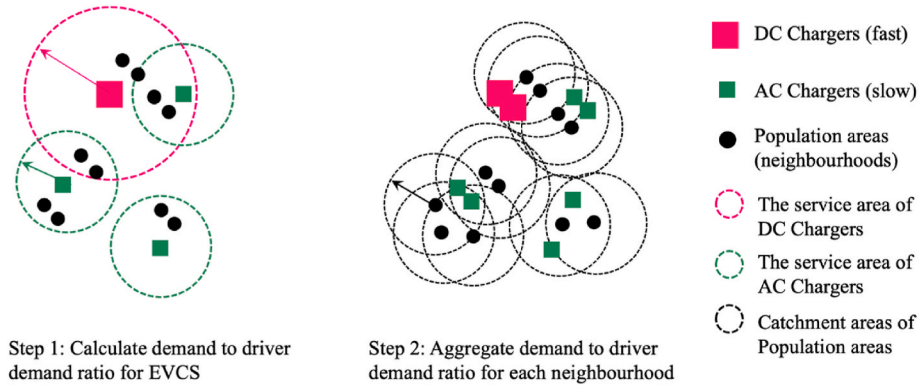 DC Chargers (fast)
AC Chargers (slow)
Population areas
(neighbourhoods)
The service area of
DC Chargers
The service area of
AC Chargers
Catchment areas of
Population areas
Step 1: Calculate demand to driver
demand ratio for EVCS
Step 2: Aggregate demand to driver
demand ratio for each neighbourhood